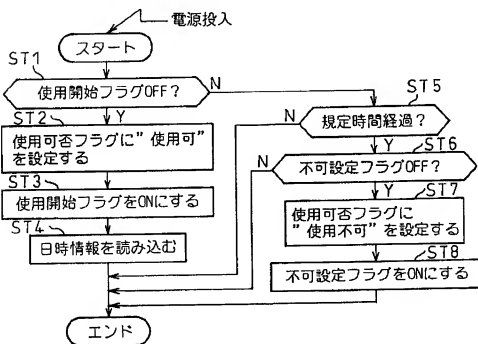 電源投入
スタート
ST1
使用開始フラグOFF?
N
Y
ST2
使用可否フラグに"使用可"
を設定する
ST3
使用開始フラグをONにする
ST4
日時情報を読み込む
ST5
規定時間経過?
N
Y
ST6
不可設定フラグOFF?
N
Y
ST7
使用可否フラグに
"使用不可"を設定する
ST8
不可設定フラグをONにする
エンド